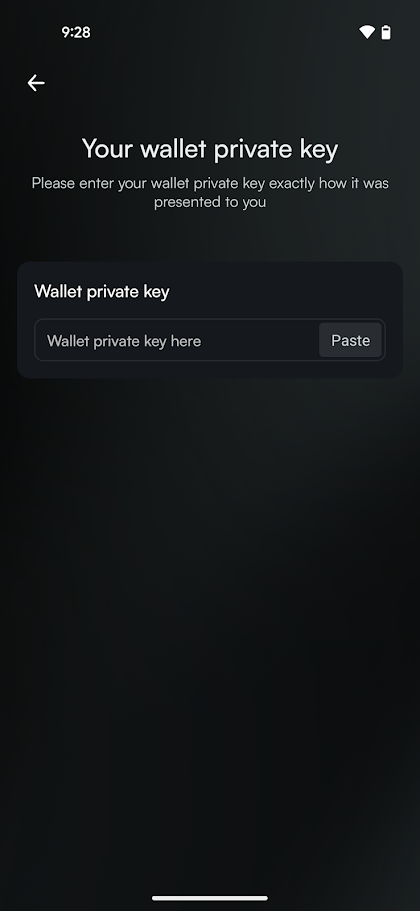 9:28
Your wallet private key
Please enter your wallet private key exactly how it was
presented to you
Wallet private key
Wallet private key here
Paste